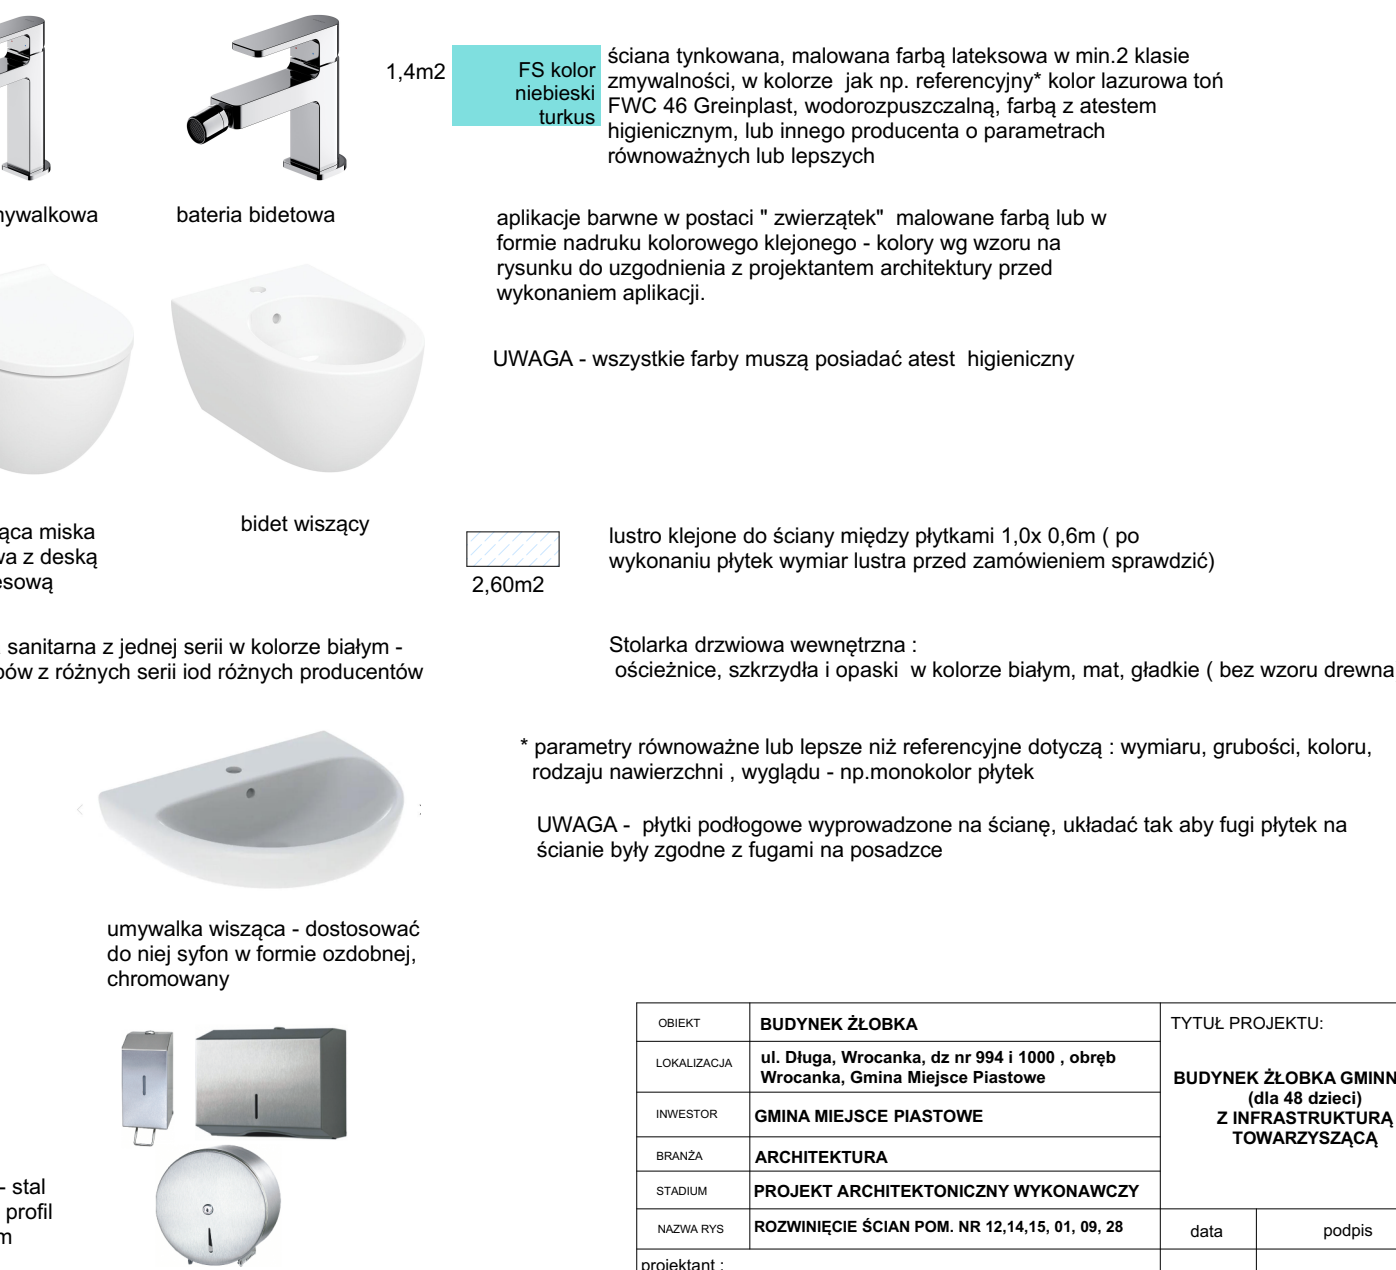 1,4m2
FS kolor
niebieski
turkus
ściana tynkowana, malowana farbą lateksowa w min.2 klasie
zmywalności, w kolorze jak np. referencyjny* kolor lazurowa toń
FWC 46 Greinplast, wodorozpuszczalną, farbą z atestem
higienicznym, lub innego producenta o parametrach
równoważnych lub lepszych
bateria bidetowa
aplikacje barwne w postaci " zwierzątek" malowane farbą lub w
formie nadruku kolorowego klejonego - kolory wg wzoru na
rysunku do uzgodnienia z projektantem architektury przed
wykonaniem aplikacji.
UWAGA - wszystkie farby muszą posiadać atest higieniczny
miska
z deską
bidet wiszący
2,60m2
lustro klejone do ściany między płytkami 1,0x 0,6m ( po
wykonaniu płytek wymiar lustra przed zamówieniem sprawdzić)
sanitarna z jednej serii w kolorze białym -
z różnych serii iod różnych producentów
Stolarka drzwiowa wewnętrzna :
ościeżnice, szkrzydła i opaski w kolorze białym, mat, gładkie ( bez wzoru drewna
* parametry równoważne lub lepsze niż referencyjne dotyczą : wymiaru, grubości, koloru,
rodzaju nawierzchni , wyglądu - np.monokolor płytek
UWAGA - płytki podłogowe wyprowadzone na ścianę, układać tak aby fugi płytek na
ścianie były zgodne z fugami na posadzce
umywalka wisząca - dostosować
do niej syfon w formie ozdobnej,
chromowany
- stal
profil
OBIEKT BUDYNEK ŻŁOBKA
LOKALIZACJA ul. Długa, Wrocanka, dz nr 994 i 1000 , obręb
Wrocanka, Gmina Miejsce Piastowe
INWESTOR GMINA MIEJSCE PIASTOWE
BRANŻA ARCHITEKTURA
STADIUM PROJEKT ARCHITEKTONICZNY WYKONAWCZY
NAZWA RYS ROZWINIĘCIE ŚCIAN POM. NR 12,14,15, 01, 09, 28
projektant :
TYTUŁ PROJEKTU:
BUDYNEK ŻŁOBKA
(dla 48 dzieci)
Z INFRASTRUKTURĄ
TOWARZYSZĄCĄ
data podpis